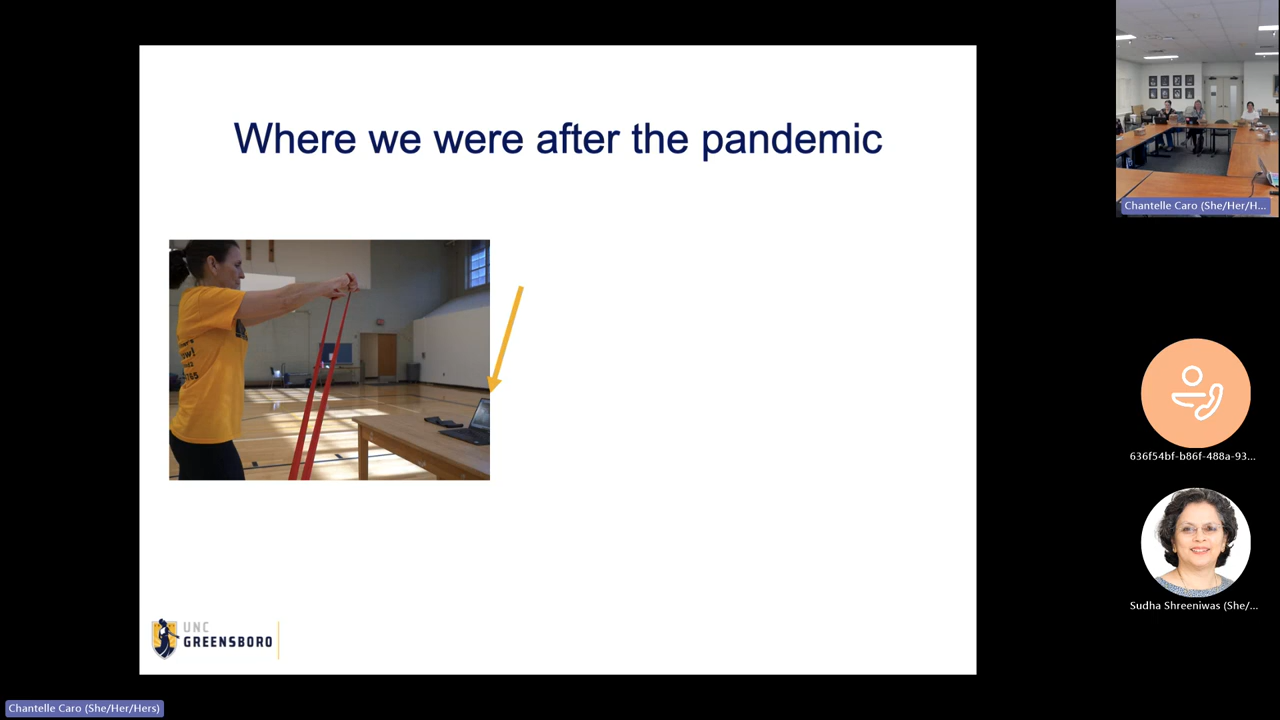 Where we were after the pandemic
UNC
GREENSBORO
Chantelle Caro (She/Her/H...
636f54bf-b86f-488a-93...
Sudha Shreeniwas (She/...
Chantelle Caro (She/Her/Hers)